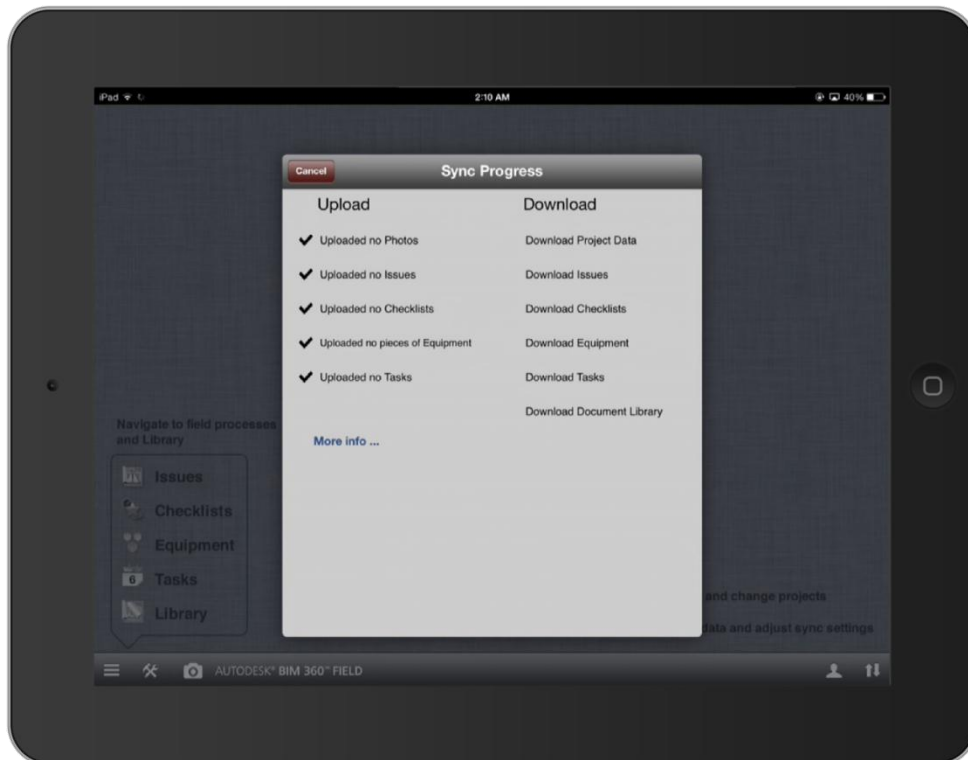 iPad
2:10 AM
40%
Cancel
Sync Progress
Upload
Download
Uploaded no Photos
Download Project Data
Uploaded no Issues
Download Issues
Uploaded no Checklists
Download Checklists
Uploaded no pieces of Equipment
Download Equipment
Uploaded no Tasks
Download Tasks
Download Document Library
More info ...
Navigate to field processes
and Library
Issues
Checklists
Equipment
6
Tasks
Library
and change projects
data and adjust sync settings
AUTODESK® BIM 360™ FIELD